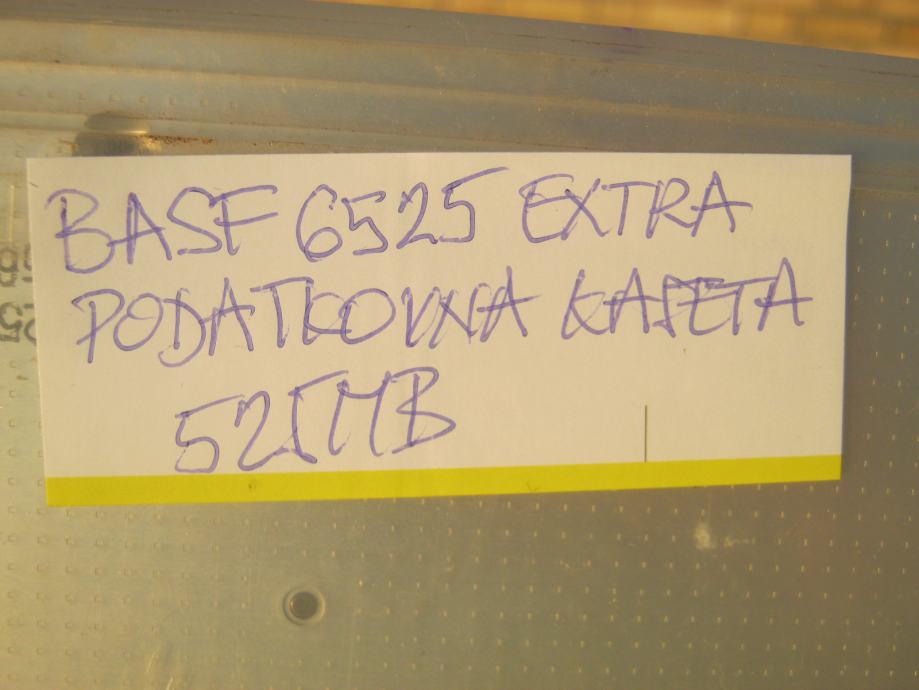 BASF 6525 EXTRA
PODATKOVNA KASETA
525MB